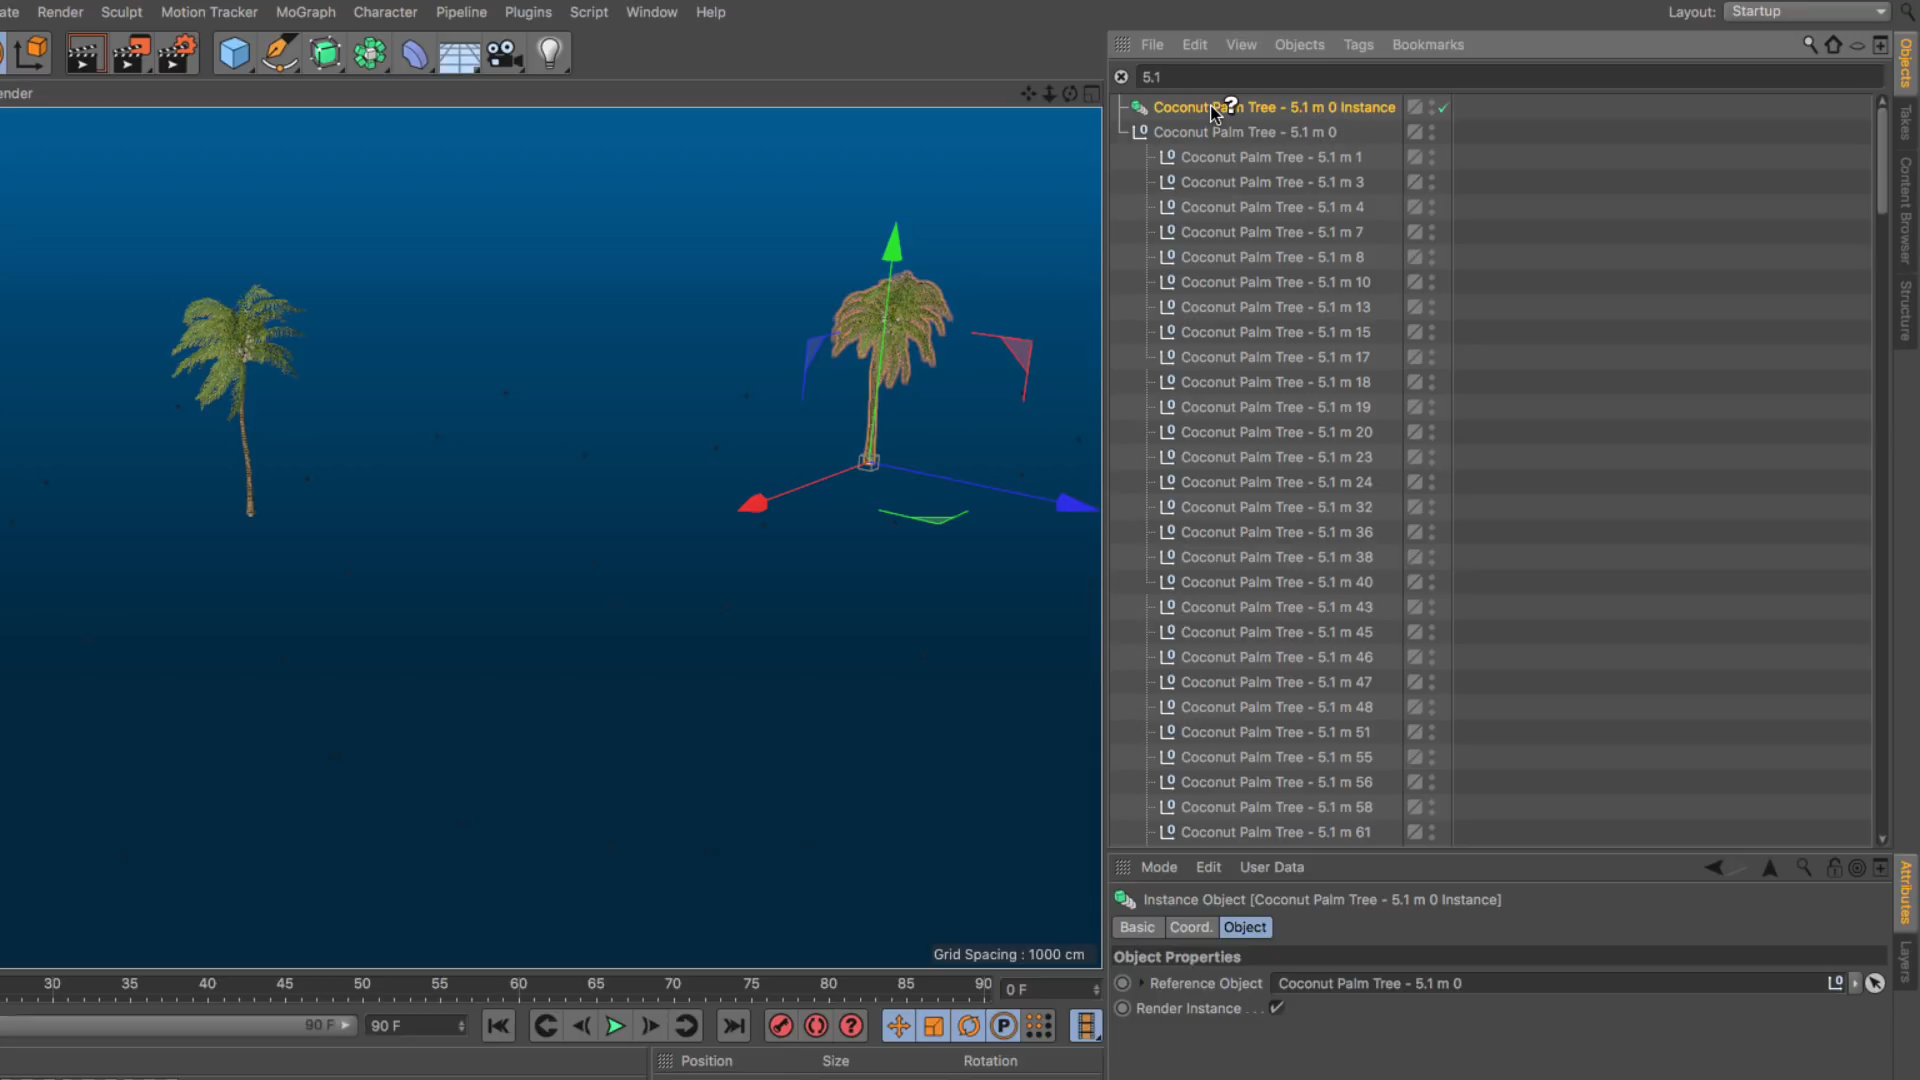 ate Render Sculpt Motion Tracker MoGraph Character Pipeline Plugins Script Window Help
Layout: Startup
File Edit View Objects Tags Bookmarks
ender
5.1
Coconut Palm Tree - 5.1 m 0 Instance
Coconut Palm Tree - 5.1 m 0
Coconut Palm Tree - 5.1 m 1
Coconut Palm Tree - 5.1 m 3
Coconut Palm Tree - 5.1 m 4
Coconut Palm Tree - 5.1 m 7
Coconut Palm Tree - 5.1 m 8
Coconut Palm Tree - 5.1 m 10
Coconut Palm Tree - 5.1 m 13
Coconut Palm Tree - 5.1 m 15
Coconut Palm Tree - 5.1 m 17
Coconut Palm Tree - 5.1 m 18
Coconut Palm Tree - 5.1 m 19
Coconut Palm Tree - 5.1 m 20
Coconut Palm Tree - 5.1 m 23
Coconut Palm Tree - 5.1 m 24
Coconut Palm Tree - 5.1 m 32
Coconut Palm Tree - 5.1 m 36
Coconut Palm Tree - 5.1 m 38
Coconut Palm Tree - 5.1 m 40
Coconut Palm Tree - 5.1 m 43
Coconut Palm Tree - 5.1 m 45
Coconut Palm Tree - 5.1 m 46
Coconut Palm Tree - 5.1 m 47
Coconut Palm Tree - 5.1 m 48
Coconut Palm Tree - 5.1 m 51
Coconut Palm Tree - 5.1 m 55
Coconut Palm Tree - 5.1 m 56
Coconut Palm Tree - 5.1 m 58
Coconut Palm Tree - 5.1 m 61
Objects
Takes
Content Browser
Structure
Grid Spacing : 1000 cm
30 35 40 45 50 55 60 65 70 75 80 85 90
0 F
90 F
90 F
Position Size Rotation
Mode Edit User Data
Instance Object [Coconut Palm Tree - 5.1 m 0 Instance]
Basic Coord. Object
Object Properties
Reference Object Coconut Palm Tree - 5.1 m 0
Render Instance . . .
Attributes
Layers